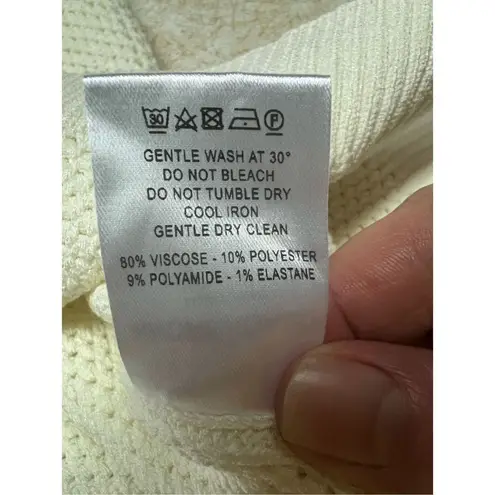 30 P
GENTLE WASH AT 30°
DO NOT BLEACH
DO NOT TUMBLE DRY
COOL IRON
GENTLE DRY CLEAN
80% VISCOSE - 10% POLYESTER
9% POLYAMIDE - 1% ELASTANE